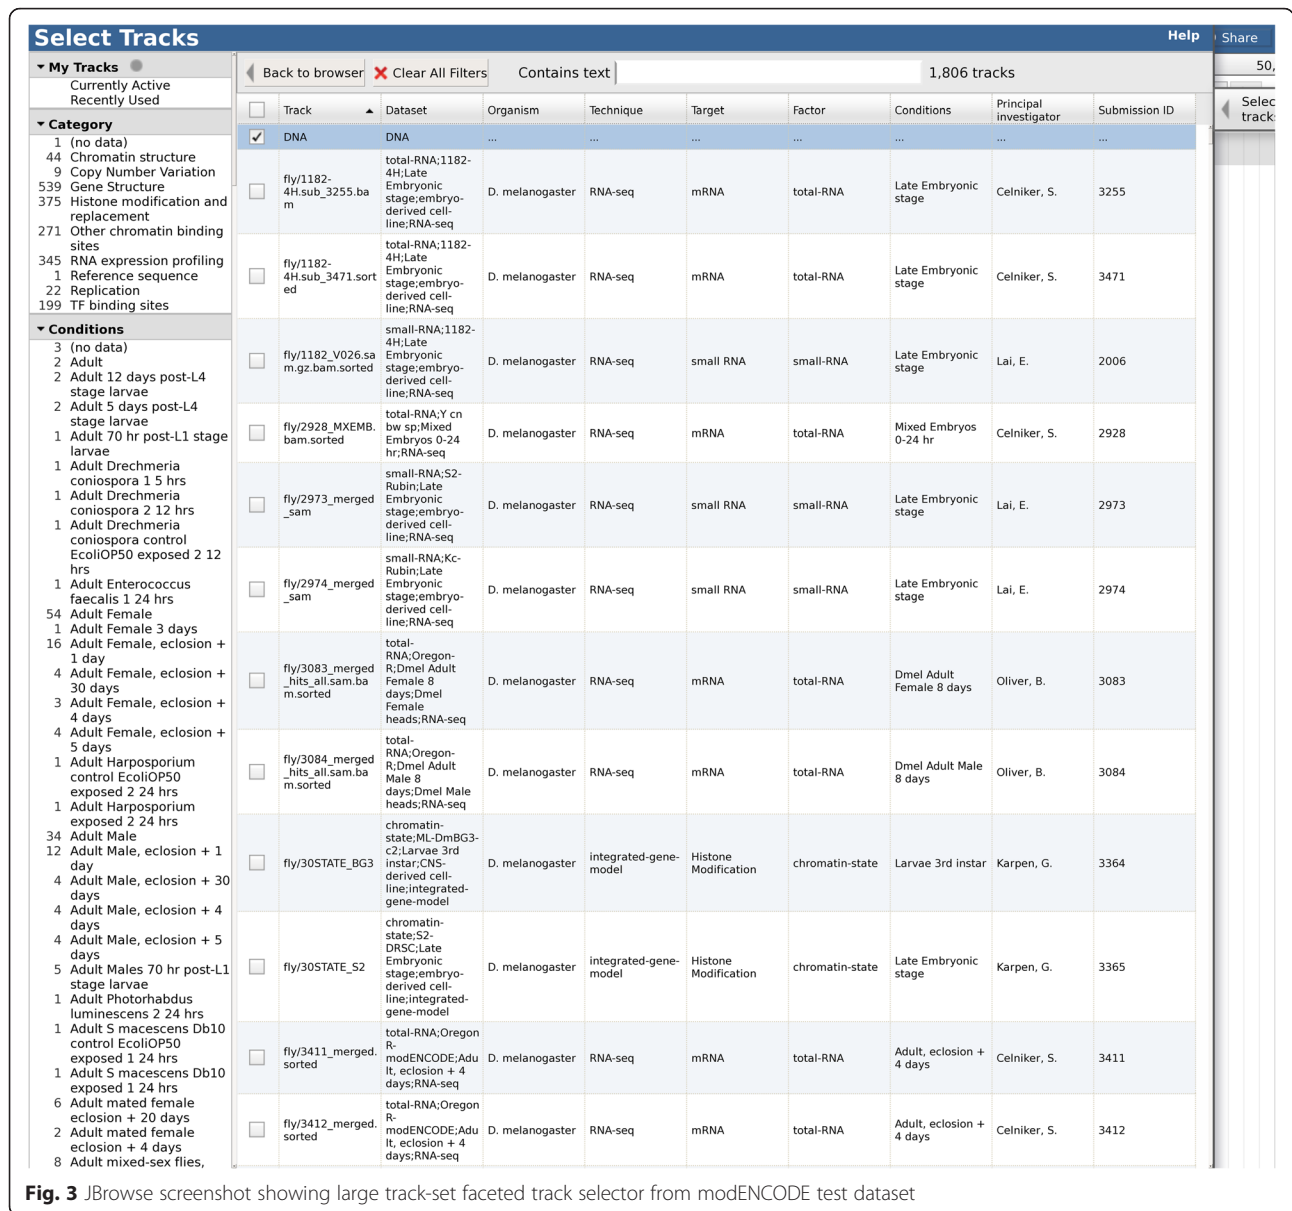 Select Tracks
Help
Share
My Tracks
Currently Active
Recently Used
Category
1 (no data)
44 Chromatin structure
9 Copy Number Variation
539 Gene Structure
375 Histone modification and
replacement
271 Other chromatin binding
sites
345 RNA expression profiling
1 Reference sequence
22 Replication
199 TF binding sites
Conditions
3 (no data)
2 Adult
2 Adult 12 days post-L4
stage larvae
2 Adult 5 days post-L4
stage larvae
1 Adult 70 hr post-L1 stage
larvae
1 Adult Drechmeria
coniospora 1 5 hrs
1 Adult Drechmeria
coniospora 2 12 hrs
1 Adult Drechmeria
coniospora control
EcoliOP50 exposed 2 12
hrs
1 Adult Enterococcus
faecalis 1 24 hrs
54 Adult Female
1 Adult Female 3 days
16 Adult Female, eclosion +
1 day
4 Adult Female, eclosion +
30 days
3 Adult Female, eclosion +
4 days
4 Adult Female, eclosion +
5 days
1 Adult Harposporium
control EcoliOP50
exposed 2 24 hrs
1 Adult Harposporium
exposed 2 24 hrs
34 Adult Male
12 Adult Male, eclosion + 1
day
4 Adult Male, eclosion + 30
days
4 Adult Male, eclosion + 4
days
4 Adult Male, eclosion + 5
days
5 Adult Males 70 hr post-L1
stage larvae
1 Adult Photorhabdus
luminescens 2 24 hrs
1 Adult S macescens Db10
control EcoliOP50
exposed 1 24 hrs
1 Adult S macescens Db10
exposed 1 24 hrs
6 Adult mated female
eclosion + 20 days
2 Adult mated female
eclosion + 4 days
8 Adult mixed-sex flies,
Back to browser Clear All Filters Contains text 1,806 tracks
Track Dataset Organism Technique Target Factor Conditions Principal investigator Submission ID
DNA DNA ... ... ... ... ... ... ...
fly/1182-
4H.sub_3255.ba
m
total-RNA;1182-
4H;Late
Embryonic
stage;embryo-
derived cell-
line;RNA-seq
D. melanogaster RNA-seq mRNA total-RNA
Late Embryonic
stage
Celniker, S. 3255
fly/1182-
4H.sub_3471.sort
ed
total-RNA;1182-
4H;Late
Embryonic
stage;embryo-
derived cell-
line;RNA-seq
D. melanogaster RNA-seq mRNA total-RNA
Late Embryonic
stage
Celniker, S. 3471
fly/1182_V026.sa
m.gz.bam.sorted
small-RNA;1182-
4H;Late
Embryonic
stage;embryo-
derived cell-
line;RNA-seq
D. melanogaster RNA-seq small RNA small-RNA
Late Embryonic
stage
Lai, E. 2006
fly/2928_MXEMB.
bam.sorted
total-RNA;Y cn
bw sp;Mixed
Embryos 0-24
hr;RNA-seq
D. melanogaster RNA-seq mRNA total-RNA
Mixed Embryos
0-24 hr
Celniker, S. 2928
fly/2973_merged
_sam
small-RNA;S2-
Rubin;Late
Embryonic
stage;embryo-
derived cell-
line;RNA-seq
D. melanogaster RNA-seq small RNA small-RNA
Late Embryonic
stage
Lai, E. 2973
fly/2974_merged
_sam
small-RNA;Kc-
Rubin;Late
Embryonic
stage;embryo-
derived cell-
line;RNA-seq
D. melanogaster RNA-seq small RNA small-RNA
Late Embryonic
stage
Lai, E. 2974
fly/3083_merged
_hits_all.sam.ba
m.sorted
total-
RNA;Oregon-
R;Dmel Adult
Female 8
days;Dmel
Female
heads;RNA-seq
D. melanogaster RNA-seq mRNA total-RNA
Dmel Adult
Female 8 days
Oliver, B. 3083
fly/3084_merged
_hits_all.sam.ba
m.sorted
total-
RNA;Oregon-
R;Dmel Adult
Male 8
days;Dmel Male
heads;RNA-seq
D. melanogaster RNA-seq mRNA total-RNA
Dmel Adult Male
8 days
Oliver, B. 3084
fly/30STATE_BG3
chromatin-
state;ML-DmBG3-
c2;Larvae 3rd
instar;CNS-
derived cell-
line;integrated-
gene-model
D. melanogaster
integrated-gene-
model
Histone
Modification
chromatin-state Larvae 3rd instar Karpen, G. 3364
fly/30STATE_S2
chromatin-
state;S2-
DRSC;Late
Embryonic
stage;embryo-
derived cell-
line;integrated-
gene-model
D. melanogaster
integrated-gene-
model
Histone
Modification
chromatin-state
Late Embryonic
stage
Karpen, G. 3365
fly/3411_merged.
sorted
total-RNA;Oregon
R-
modENCODE;Adu
lt, eclosion + 4
days;RNA-seq
D. melanogaster RNA-seq mRNA total-RNA
Adult, eclosion +
4 days
Celniker, S. 3411
fly/3412_merged.
sorted
total-RNA;Oregon
R-
modENCODE;Adu
lt, eclosion + 4
days;RNA-seq
D. melanogaster RNA-seq mRNA total-RNA
Adult, eclosion +
4 days
Celniker, S. 3412
50,
Selec
track
Fig. 3 JBrowse screenshot showing large track-set faceted track selector from modENCODE test dataset